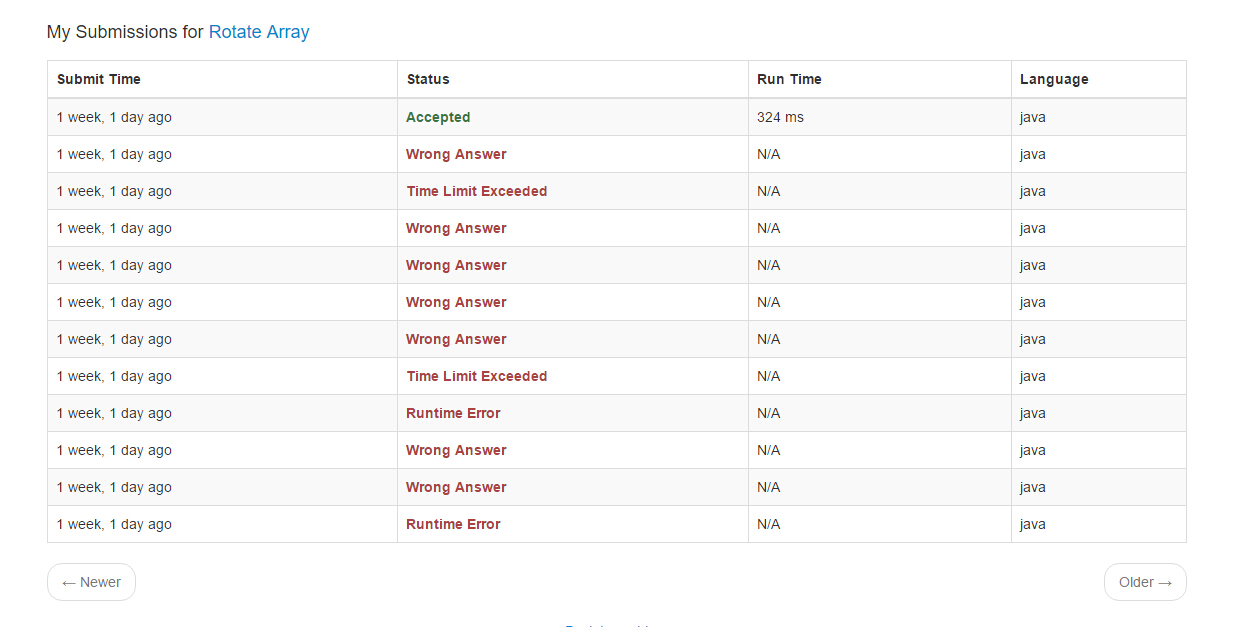 My Submissions for Rotate Array
Submit Time Status Run Time Language
1 week, 1 day ago Accepted 324 ms java
1 week, 1 day ago Wrong Answer N/A java
1 week, 1 day ago Time Limit Exceeded N/A java
1 week, 1 day ago Wrong Answer N/A java
1 week, 1 day ago Wrong Answer N/A java
1 week, 1 day ago Wrong Answer N/A java
1 week, 1 day ago Wrong Answer N/A java
1 week, 1 day ago Time Limit Exceeded N/A java
1 week, 1 day ago Runtime Error N/A java
1 week, 1 day ago Wrong Answer N/A java
1 week, 1 day ago Wrong Answer N/A java
1 week, 1 day ago Runtime Error N/A java
← Newer Older →